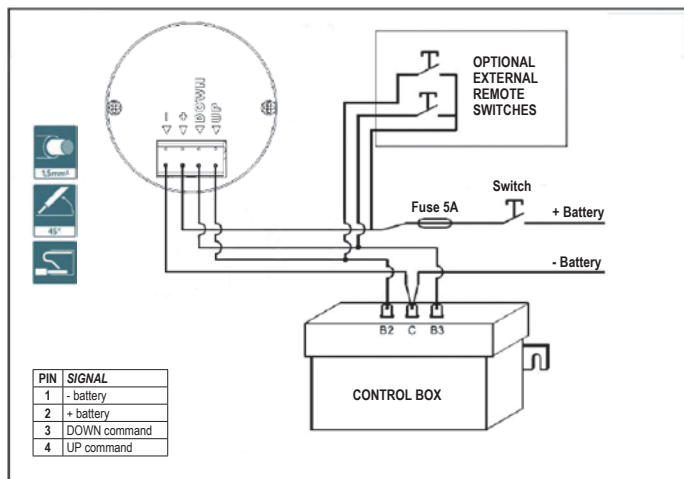 OPTIONAL
EXTERNAL
REMOTE
SWITCHES
- + DOWN UP
1,5mm²
45°
Fuse 5A
Switch
+ Battery
- Battery
B2 C B3
CONTROL BOX
PIN SIGNAL
1 - battery
2 + battery
3 DOWN command
4 UP command